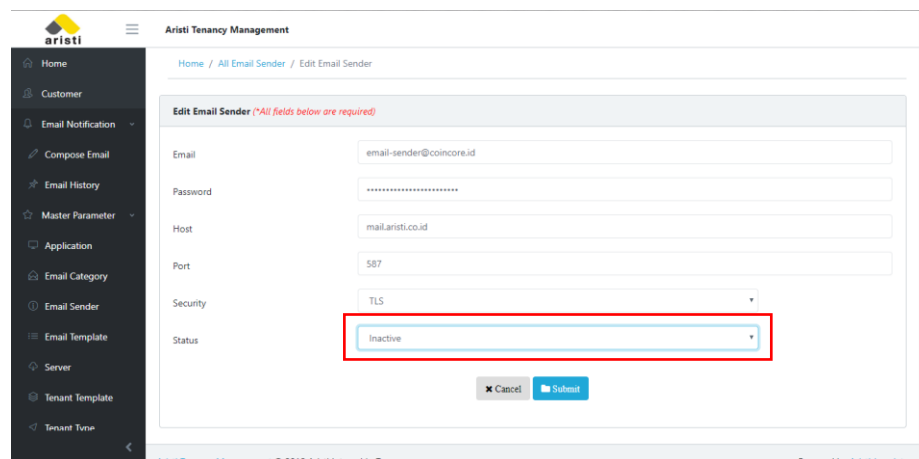 aristi
Aristi Tenancy Management
Home
Customer
Email Notification
Compose Email
Email History
Master Parameter
Application
Email Category
Email Sender
Email Template
Server
Tenant Template
Tenant Type
Home / All Email Sender / Edit Email Sender
Edit Email Sender (*All fields below are required)
Email
email-sender@coincore.id
Password
••••••••••••••••••••••••
Host
mail.aristi.co.id
Port
587
Security
TLS
Status
Inactive
Cancel
Submit